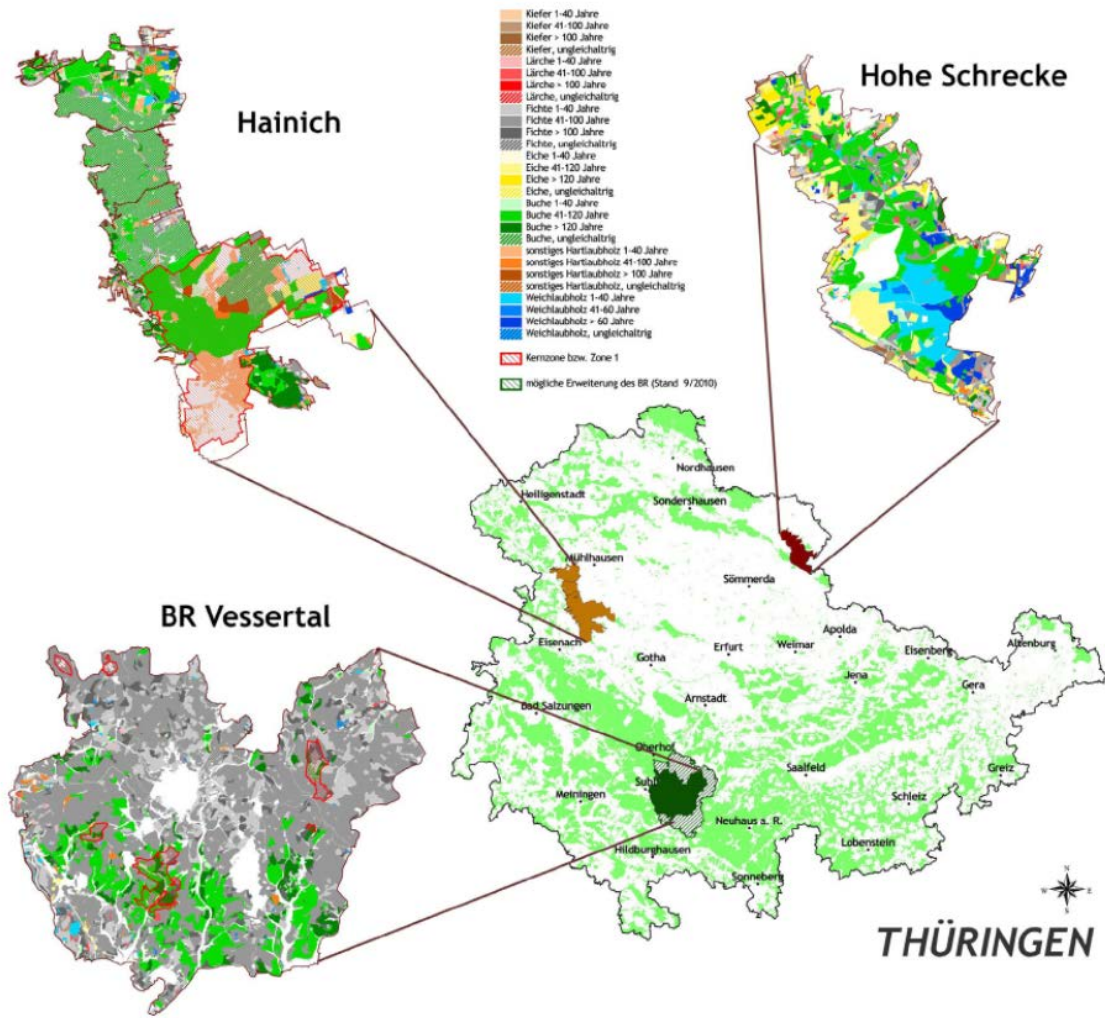 Kiefer 1-40 Jahre
Kiefer 41-100 Jahre
Kiefer > 100 Jahre
Kiefer, ungleichaltrig
Lärche 1-40 Jahre
Lärche 41-100 Jahre
Lärche > 100 Jahre
Lärche, ungleichaltrig
Fichte 1-40 Jahre
Fichte 41-100 Jahre
Fichte > 100 Jahre
Fichte, ungleichaltrig
Eiche 1-40 Jahre
Eiche 41-120 Jahre
Eiche > 120 Jahre
Eiche, ungleichaltrig
Buche 1-40 Jahre
Buche 41-120 Jahre
Buche > 120 Jahre
Buche, ungleichaltrig
sonstiges Hartlaubholz 1-40 Jahre
sonstiges Hartlaubholz 41-100 Jahre
sonstiges Hartlaubholz > 100 Jahre
sonstiges Hartlaubholz, ungleichaltrig
Weichlaubholz 1-40 Jahre
Weichlaubholz 41-60 Jahre
Weichlaubholz > 60 Jahre
Weichlaubholz, ungleichaltrig
Kernzone bzw. Zone 1
mögliche Erweiterung des BR (Stand 9/2010)
Hainich
Hohe Schrecke
BR Vessertal
Nordhausen
Heiligenstadt
Sondershausen
Mühlhausen
Sömmerda
Apolda
Eisenach
Gotha
Erfurt
Weimar
Eisenberg
Altenburg
Jena
Gera
Bad Salzungen
Arnstadt
Oberhof
Saalfeld
Greiz
Suhl
Meiningen
Schleiz
Neuhaus a. R.
Hildburghausen
Lobenstein
Sonneberg
N
W
E
S
THÜRINGEN